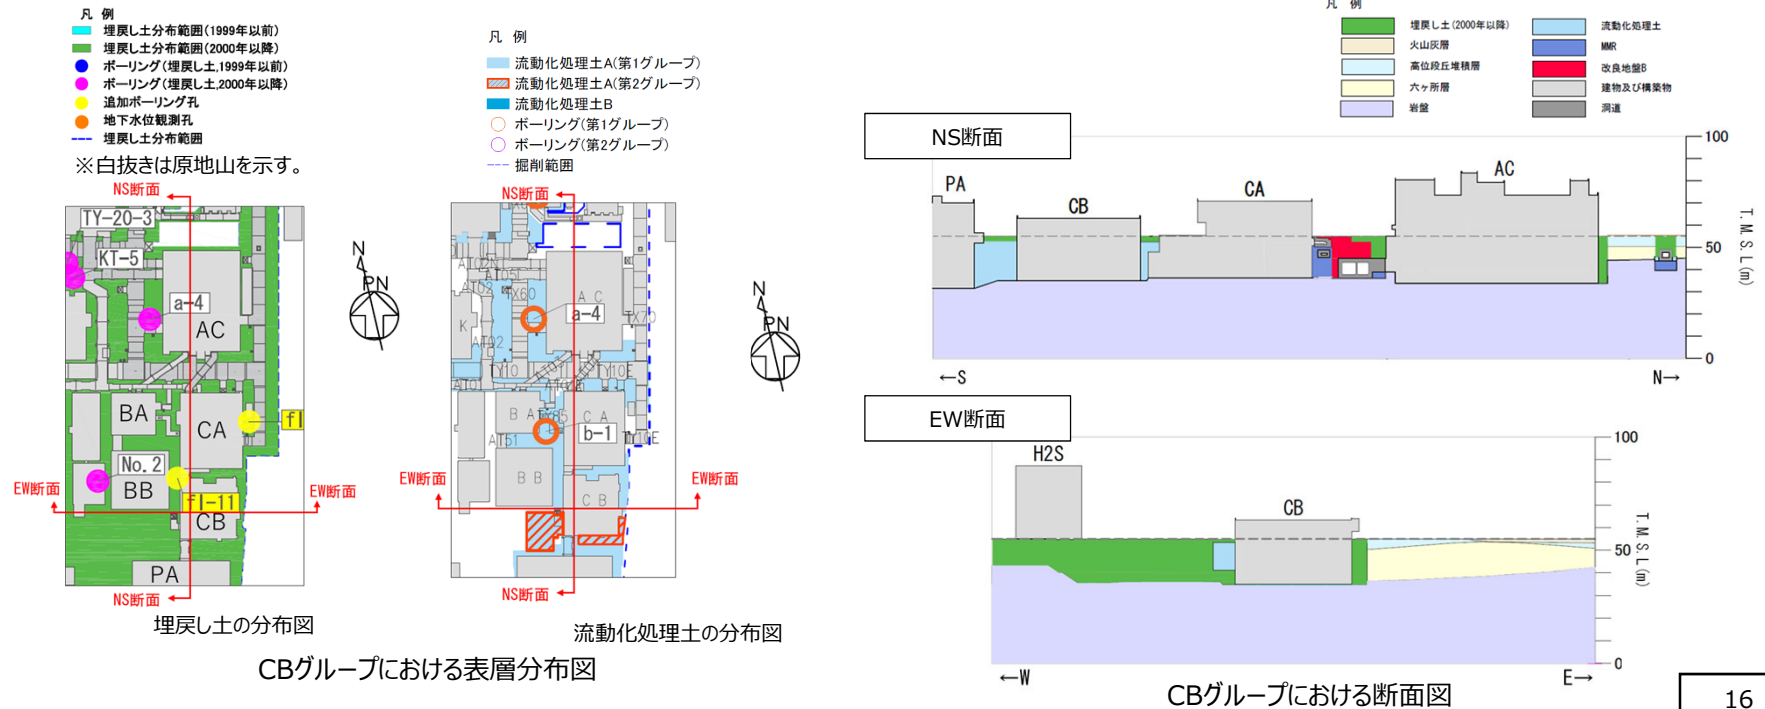 凡 例
埋戻し土分布範囲(1999年以前)
埋戻し土分布範囲(2000年以降)
ボーリング(埋戻し土,1999年以前)
ボーリング(埋戻し土,2000年以降)
追加ボーリング孔
地下水位観測孔
埋戻し土分布範囲
※白抜きは原地山を示す。
NS断面
TY-20-3
KT-5
a-4
AC
BA
CA
fl
No. 2
BB
EW断面
EW断面
fl-11
CB
PA
NS断面
埋戻し土の分布図
N
PN
凡 例
流動化処理土A(第1グループ)
流動化処理土A(第2グループ)
流動化処理土B
ボーリング(第1グループ)
ボーリング(第2グループ)
掘削範囲
NS断面
AT02N
AT05T
AT02
TX60
A C
a-4
TX70
K
AT02
TY10
TY10E
AT01
B A
TY85
C A
b-1
AT51
TY10E
B B
EW断面
EW断面
C B
NS断面
流動化処理土の分布図
N
PN
CBグループにおける表層分布図
凡 例
埋戻し土(2000年以降)
火山灰層
高位段丘堆積層
六ヶ所層
岩盤
流動化処理土
MMR
改良地盤B
建物及び構築物
洞道
NS断面
PA
CB
CA
AC
100
50
0
T. M. S. L (m)
←S
N→
EW断面
H2S
CB
100
50
0
T. M. S. L (m)
←W
E→
CBグループにおける断面図
16